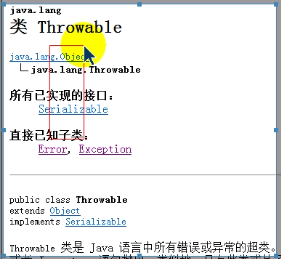 java.lang
类 Throwable
java.lang.Object
java.lang.Throwable
所有已实现的接口：
Serializable
直接已知子类：
Error, Exception
public class Throwable
extends Object
implements Serializable
Throwable 类是 Java 语言中所有错误或异常的超类。